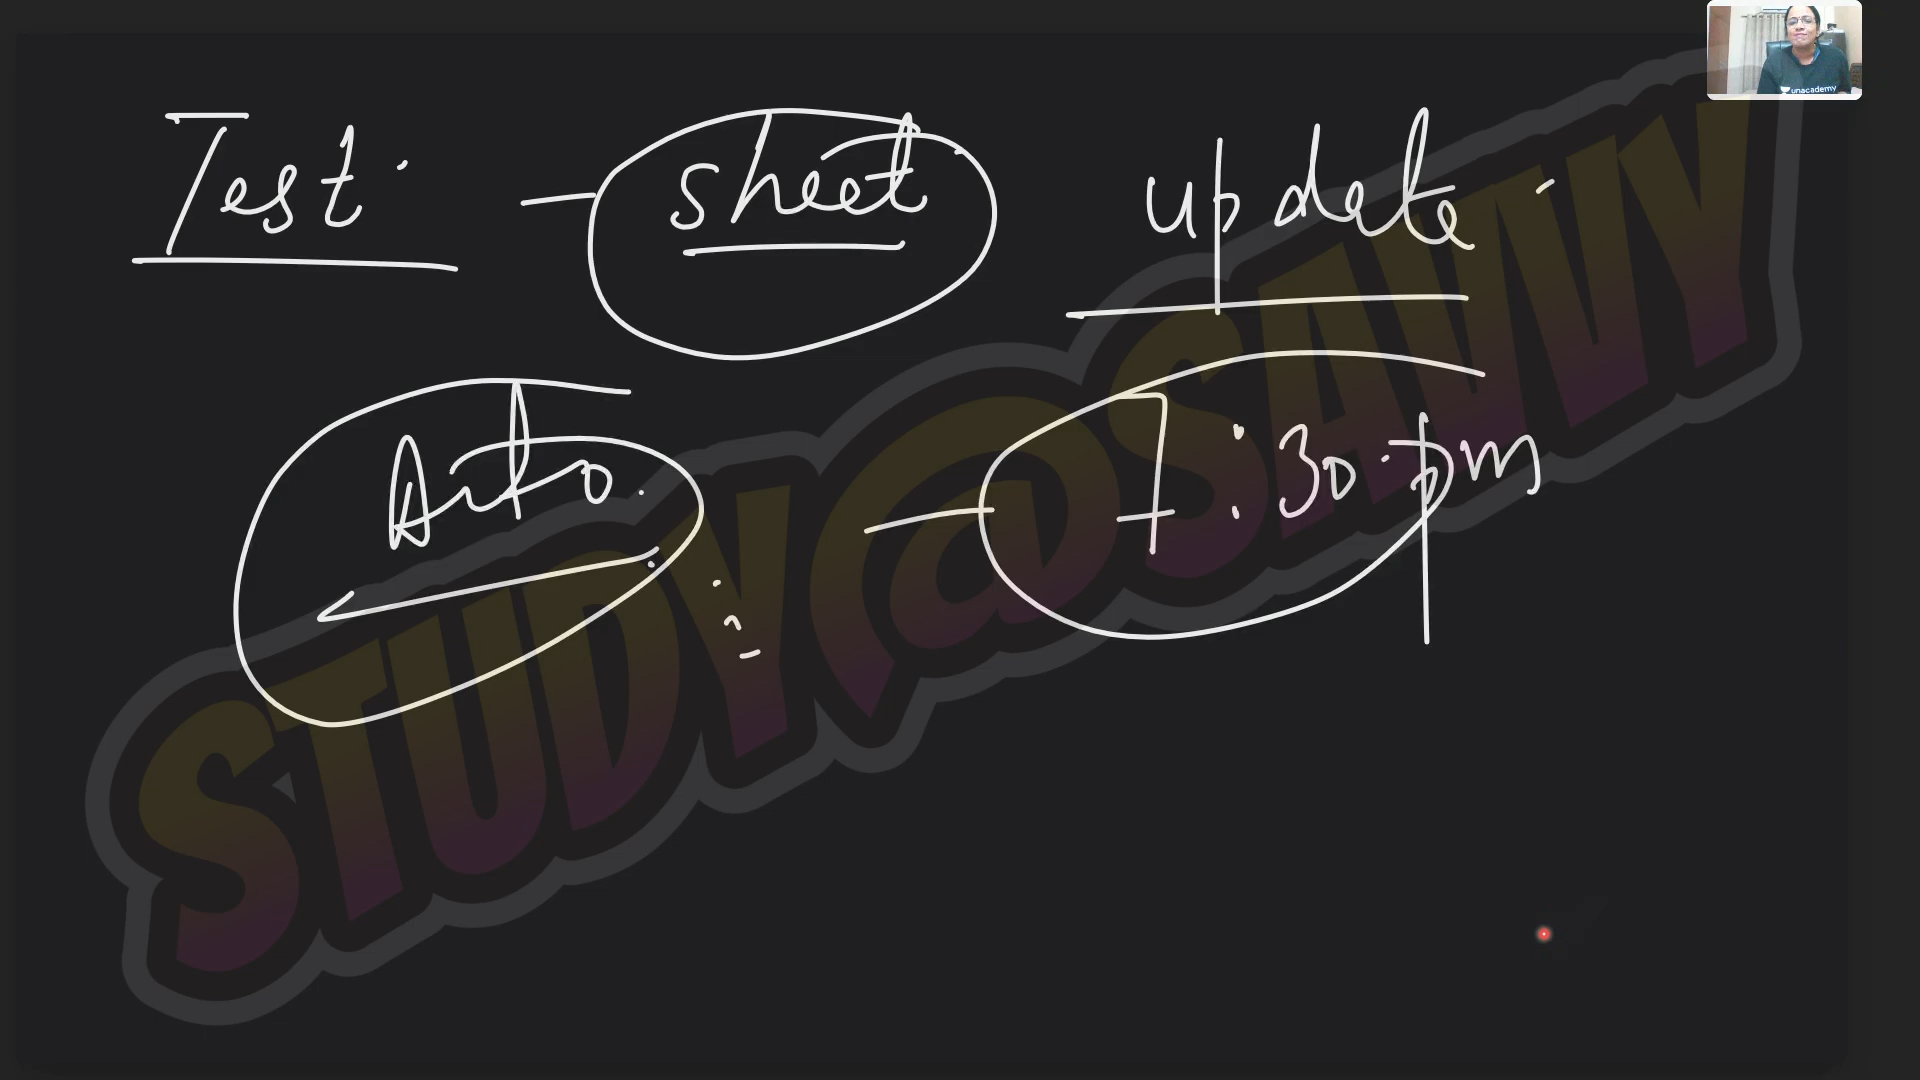 unacademy
Test. - sheet update.
Auto. - 7:30 pm
STUDY@SAVVY